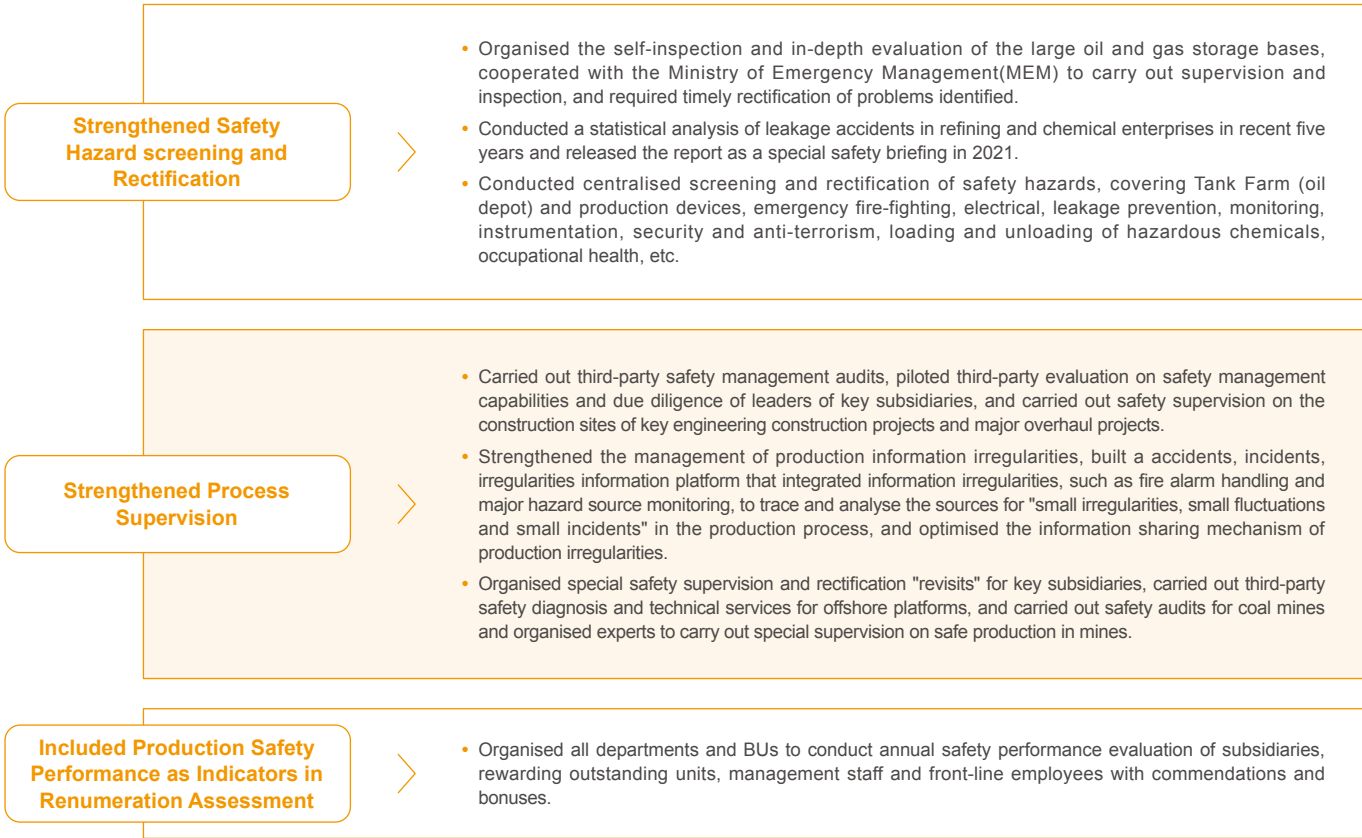 Strengthened Safety
Hazard screening and
Rectification
• Organised the self-inspection and in-depth evaluation of the large oil and gas storage bases,
cooperated with the Ministry of Emergency Management(MEM) to carry out supervision and
inspection, and required timely rectification of problems identified.
• Conducted a statistical analysis of leakage accidents in refining and chemical enterprises in recent five
years and released the report as a special safety briefing in 2021.
• Conducted centralised screening and rectification of safety hazards, covering Tank Farm (oil
depot) and production devices, emergency fire-fighting, electrical, leakage prevention, monitoring,
instrumentation, security and anti-terrorism, loading and unloading of hazardous chemicals,
occupational health, etc.
Strengthened Process
Supervision
• Carried out third-party safety management audits, piloted third-party evaluation on safety management
capabilities and due diligence of leaders of key subsidiaries, and carried out safety supervision on the
construction sites of key engineering construction projects and major overhaul projects.
• Strengthened the management of production information irregularities, built a accidents, incidents,
irregularities information platform that integrated information irregularities, such as fire alarm handling and
major hazard source monitoring, to trace and analyse the sources for "small irregularities, small fluctuations
and small incidents" in the production process, and optimised the information sharing mechanism of
production irregularities.
• Organised special safety supervision and rectification "revisits" for key subsidiaries, carried out third-party
safety diagnosis and technical services for offshore platforms, and carried out safety audits for coal mines
and organised experts to carry out special supervision on safe production in mines.
Included Production Safety
Performance as Indicators in
Renumeration Assessment
• Organised all departments and BUs to conduct annual safety performance evaluation of subsidiaries,
rewarding outstanding units, management staff and front-line employees with commendations and
bonuses.